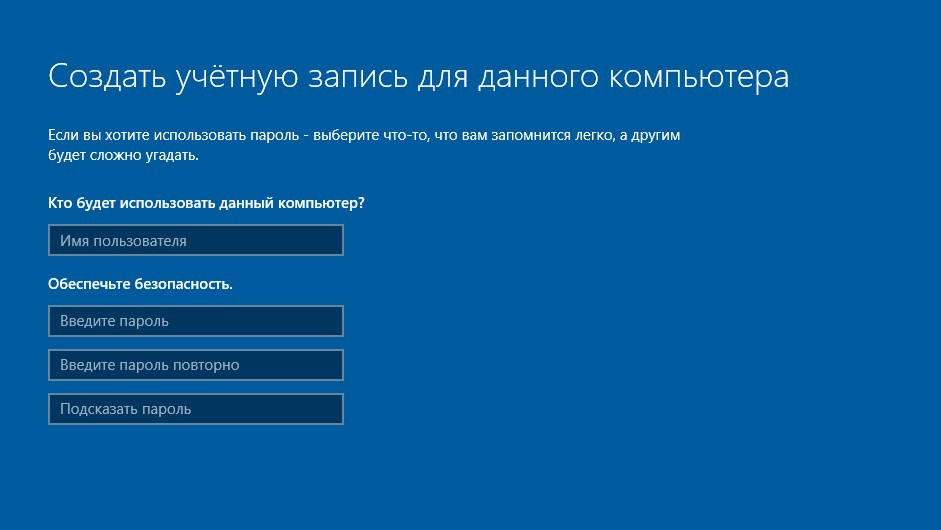 Создать учётную запись для данного компьютера
Если вы хотите использовать пароль - выберите что-то, что вам запомнится легко, а другим
будет сложно угадать.
Кто будет использовать данный компьютер?
Имя пользователя
Обеспечьте безопасность.
Введите пароль
Введите пароль повторно
Подсказать пароль